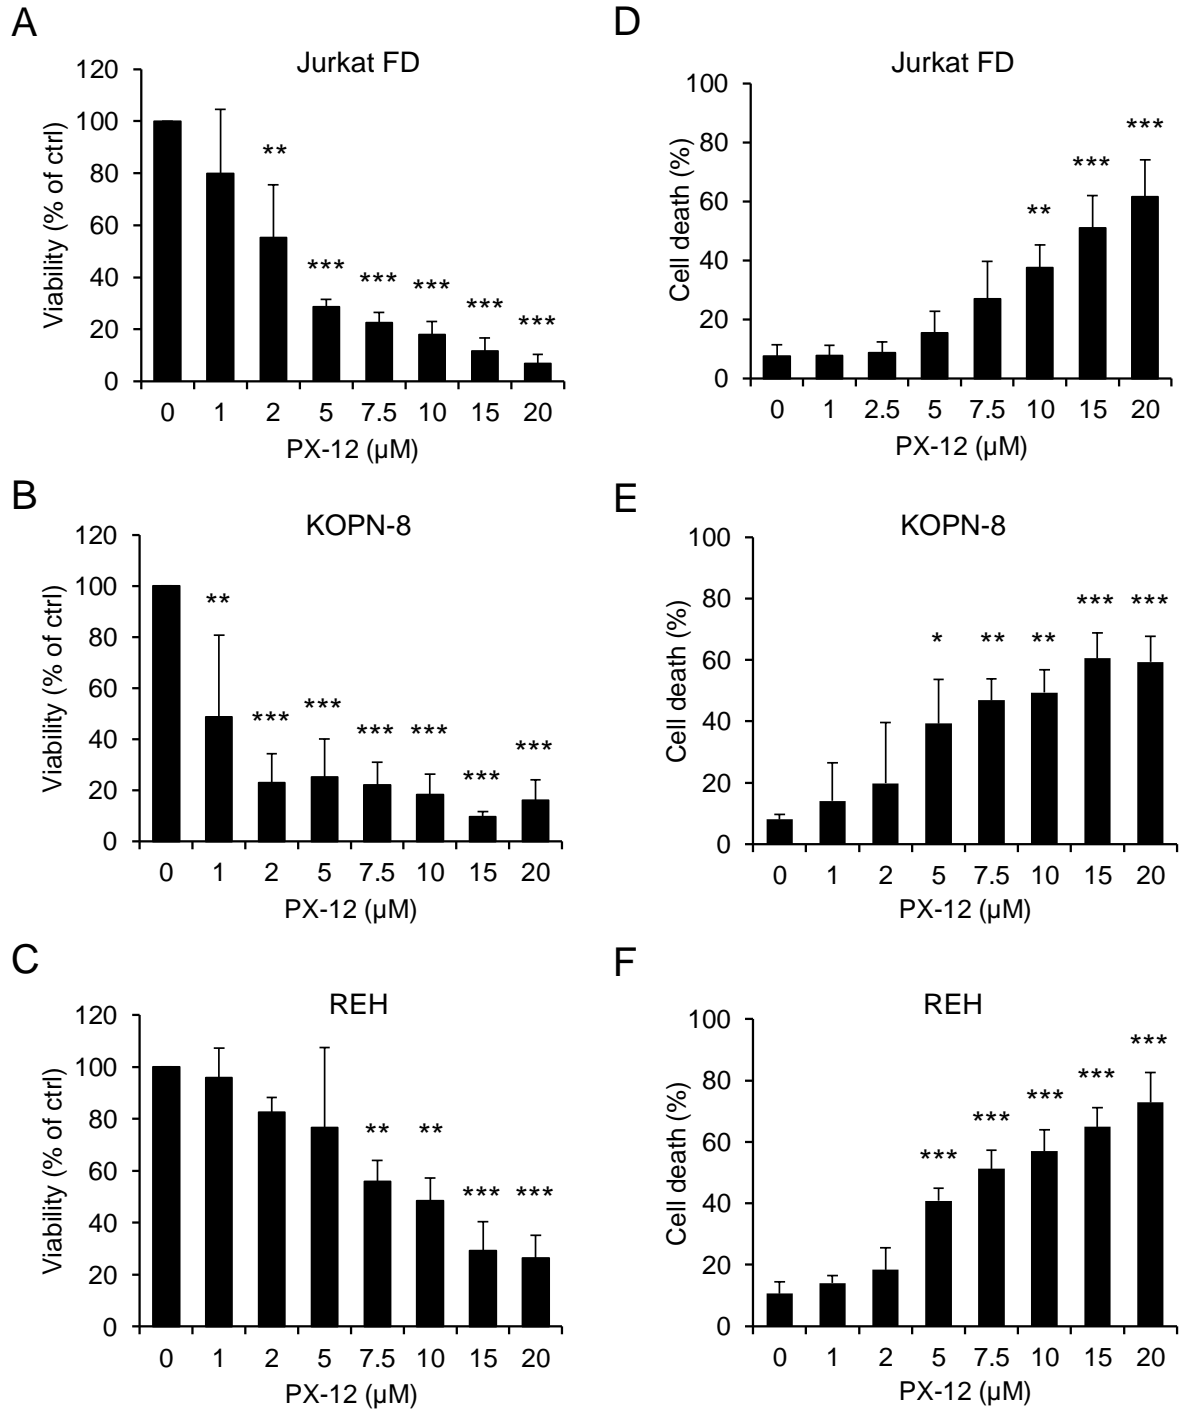 A
Jurkat FD
Viability (% of ctrl)
120
100
80
60
40
20
0
**
***
***
***
***
***
0 1 2 5 7.5 10 15 20
PX-12 (µM)
D
Jurkat FD
Cell death (%)
100
80
60
40
20
0
**
***
***
0 1 2.5 5 7.5 10 15 20
PX-12 (µM)
B
KOPN-8
Viability (% of ctrl)
120
100
80
60
40
20
0
**
***
***
***
***
***
***
0 1 2 5 7.5 10 15 20
PX-12 (µM)
E
KOPN-8
Cell death (%)
100
80
60
40
20
0
*
**
**
***
***
0 1 2 5 7.5 10 15 20
PX-12 (µM)
C
REH
Viability (% of ctrl)
120
100
80
60
40
20
0
**
**
***
***
0 1 2 5 7.5 10 15 20
PX-12 (µM)
F
REH
Cell death (%)
100
80
60
40
20
0
***
***
***
***
***
0 1 2 5 7.5 10 15 20
PX-12 (µM)